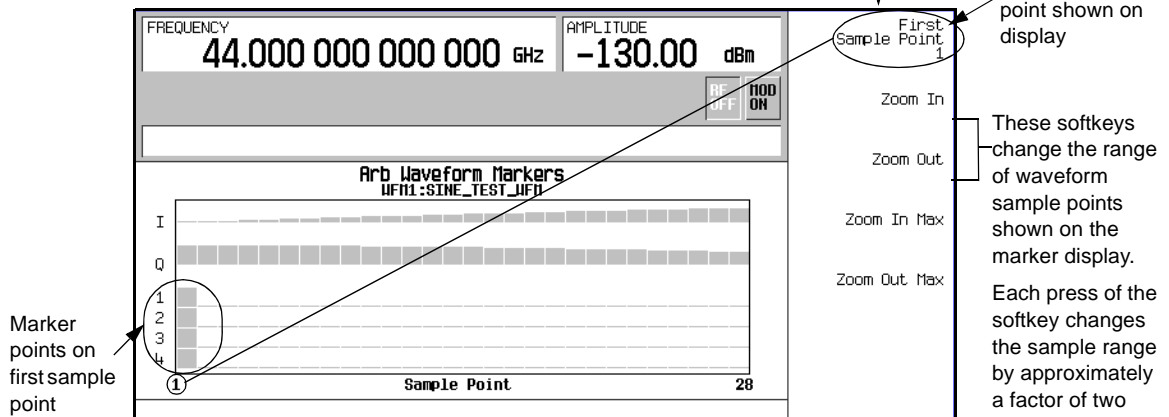 FREQUENCY
44.000 000 000 000 GHz
AMPLITUDE
-130.00 dBm
RF OFF
MOD ON
Arb Waveform Markers
WFM1:SINE_TEST_WFM
I
Q
1
2
3
4
1
Sample Point
28
Marker
points on
first sample
point
First
Sample Point
1
Zoom In
Zoom Out
Zoom In Max
Zoom Out Max
point shown on
display
These softkeys
change the range
of waveform
sample points
shown on the
marker display.
Each press of the
softkey changes
the sample range
by approximately
a factor of two